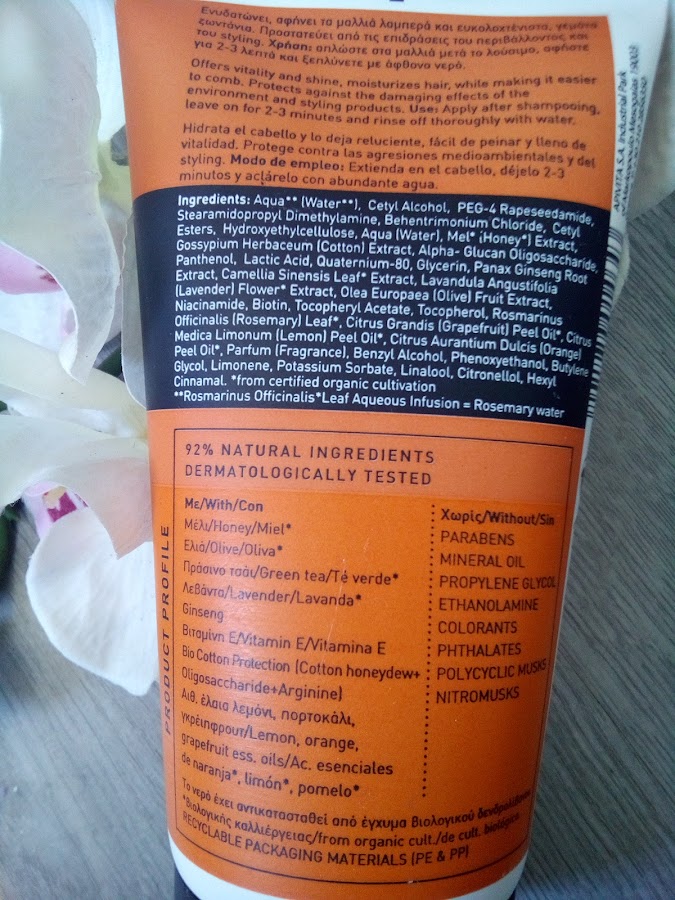 Ενυδατώνει, αφήνει τα μαλλιά λαμπερά και ευκολοχτένιστα, γεμάτα
ζωντάνια. Προστατεύει από τις επιδράσεις του περιβάλλοντος και
του styling. Χρήση: απλώστε στα μαλλιά μετά το λούσιμο, αφήστε
για 2-3 λεπτά και ξεπλύνετε με άφθονο νερό.
Offers vitality and shine, moisturizes hair, while making it easier
to comb. Protects against the damaging effects of the
environment and styling products. Use: Apply after shampooing,
leave on for 2-3 minutes and rinse off thoroughly with water.
Hidrata el cabello y lo deja reluciente, fácil de peinar y lleno de
vitalidad. Protege contra las agresiones medioambientales y del
styling. Modo de empleo: Extienda en el cabello, déjelo 2-3
minutos y aclárelo con abundante agua.
Ingredients: Aqua** (Water**), Cetyl Alcohol, PEG-4 Rapeseedamide,
Stearamidopropyl Dimethylamine, Behentrimonium Chloride, Cetyl
Esters, Hydroxyethylcellulose, Aqua (Water), Mel* (Honey*) Extract,
Gossypium Herbaceum (Cotton) Extract, Alpha- Glucan Oligosaccharide,
Panthenol, Lactic Acid, Quaternium-80, Glycerin, Panax Ginseng Root
Extract, Camellia Sinensis Leaf* Extract, Lavandula Angustifolia
(Lavender) Flower* Extract, Olea Europaea (Olive) Fruit Extract,
Niacinamide, Biotin, Tocopheryl Acetate, Tocopherol, Rosmarinus
Officinalis (Rosemary) Leaf*, Citrus Grandis (Grapefruit) Peel Oil*, Citrus
Medica Limonum (Lemon) Peel Oil*, Citrus Aurantium Dulcis (Orange)
Peel Oil*, Parfum (Fragrance), Benzyl Alcohol, Phenoxyethanol, Butylene
Glycol, Limonene, Potassium Sorbate, Linalool, Citronellol, Hexyl
Cinnamal. *from certified organic cultivation
**Rosmarinus Officinalis*Leaf Aqueous Infusion = Rosemary water
92% NATURAL INGREDIENTS
DERMATOLOGICALLY TESTED
PRODUCT PROFILE
Με/With/Con
Μέλι/Honey/Miel*
Ελιά/Olive/Oliva*
Πράσινο τσάι/Green tea/Té verde*
Λεβάντα/Lavender/Lavanda*
Ginseng
Βιταμίνη E/Vitamin E/Vitamina E
Bio Cotton Protection (Cotton honeydew+
Oligosaccharide+Arginine)
Αιθ. έλαια λεμόνι, πορτοκάλι,
γκρέιπφρουτ/Lemon, orange,
grapefruit ess. oils/Ac. esenciales
de naranja*, limón*, pomelo*
Χωρίς/Without/Sin
PARABENS
MINERAL OIL
PROPYLENE GLYCOL
ETHANOLAMINE
COLORANTS
PHTHALATES
POLYCYCLIC MUSKS
NITROMUSKS
Το νερό έχει αντικατασταθεί από έγχυμα βιολογικού δενδρολίβανου
*Βιολογικής καλλιέργειας/from organic cult./de cult. biológico
RECYCLABLE PACKAGING MATERIALS (PE & PP)
APIVITA S.A. Industrial Park
Markopoulo Mesogaias 19003